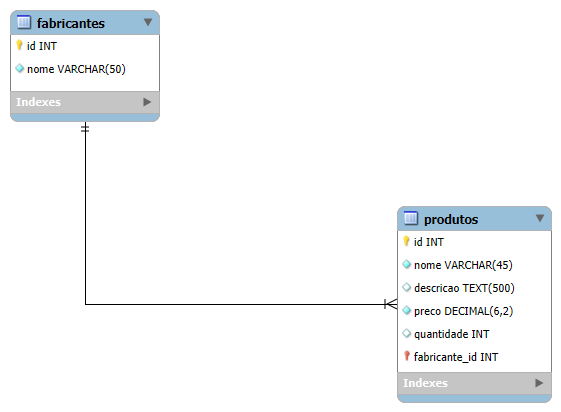 fabricantes
id INT
nome VARCHAR(50)
Indexes
produtos
id INT
nome VARCHAR(45)
descricao TEXT(500)
preco DECIMAL(6,2)
quantidade INT
fabricante_id INT
Indexes